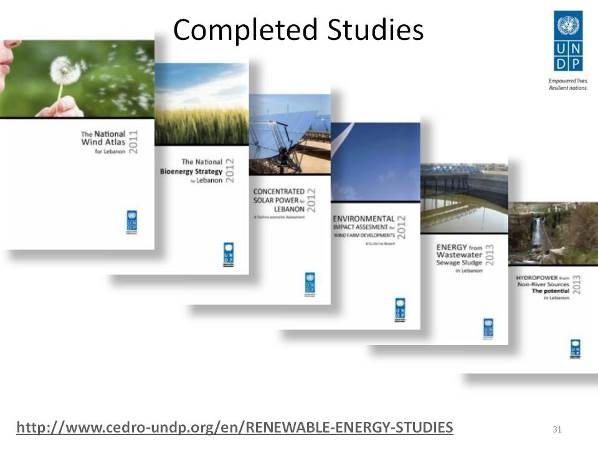 Completed Studies
U N
D P
Empowered lives.
Resilient nations.
The National
Wind Atlas
for Lebanon
2011
The National
Bioenergy Strategy
for Lebanon
2012
CONCENTRATED
SOLAR POWER for
LEBANON
2012
ENVIRONMENTAL
IMPACT ASSESMENT for
WIND FARM DEVELOPMENTS
2012
ENERGY from
Wastewater
Sewage Sludge
in Lebanon
2013
HYDROPOWER from
Non-River Sources
The potential
in Lebanon
2013
http://www.cedro-undp.org/en/RENEWABLE-ENERGY-STUDIES
31